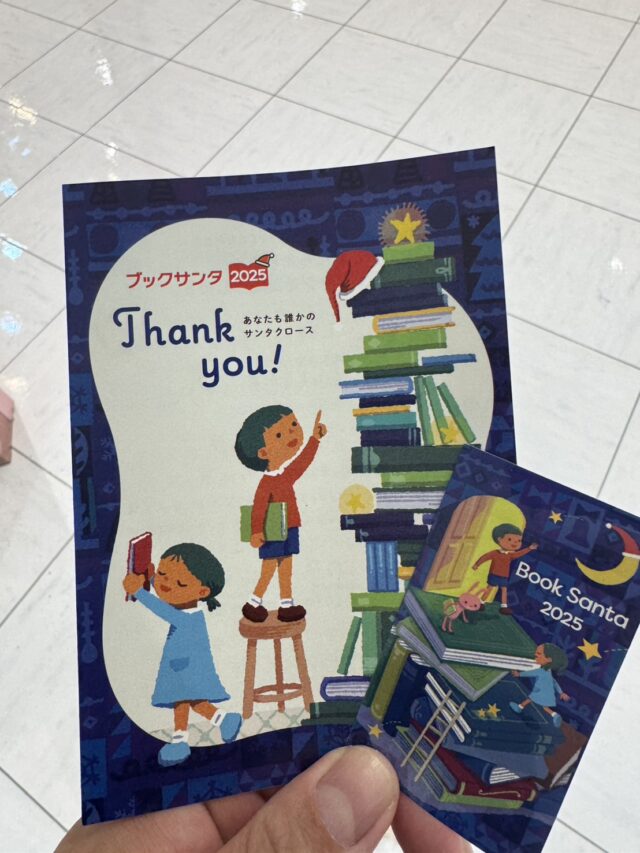 ブックサンタ 2025
Thank
you!
あなたも誰かの
サンタクロース
Book Santa
2025